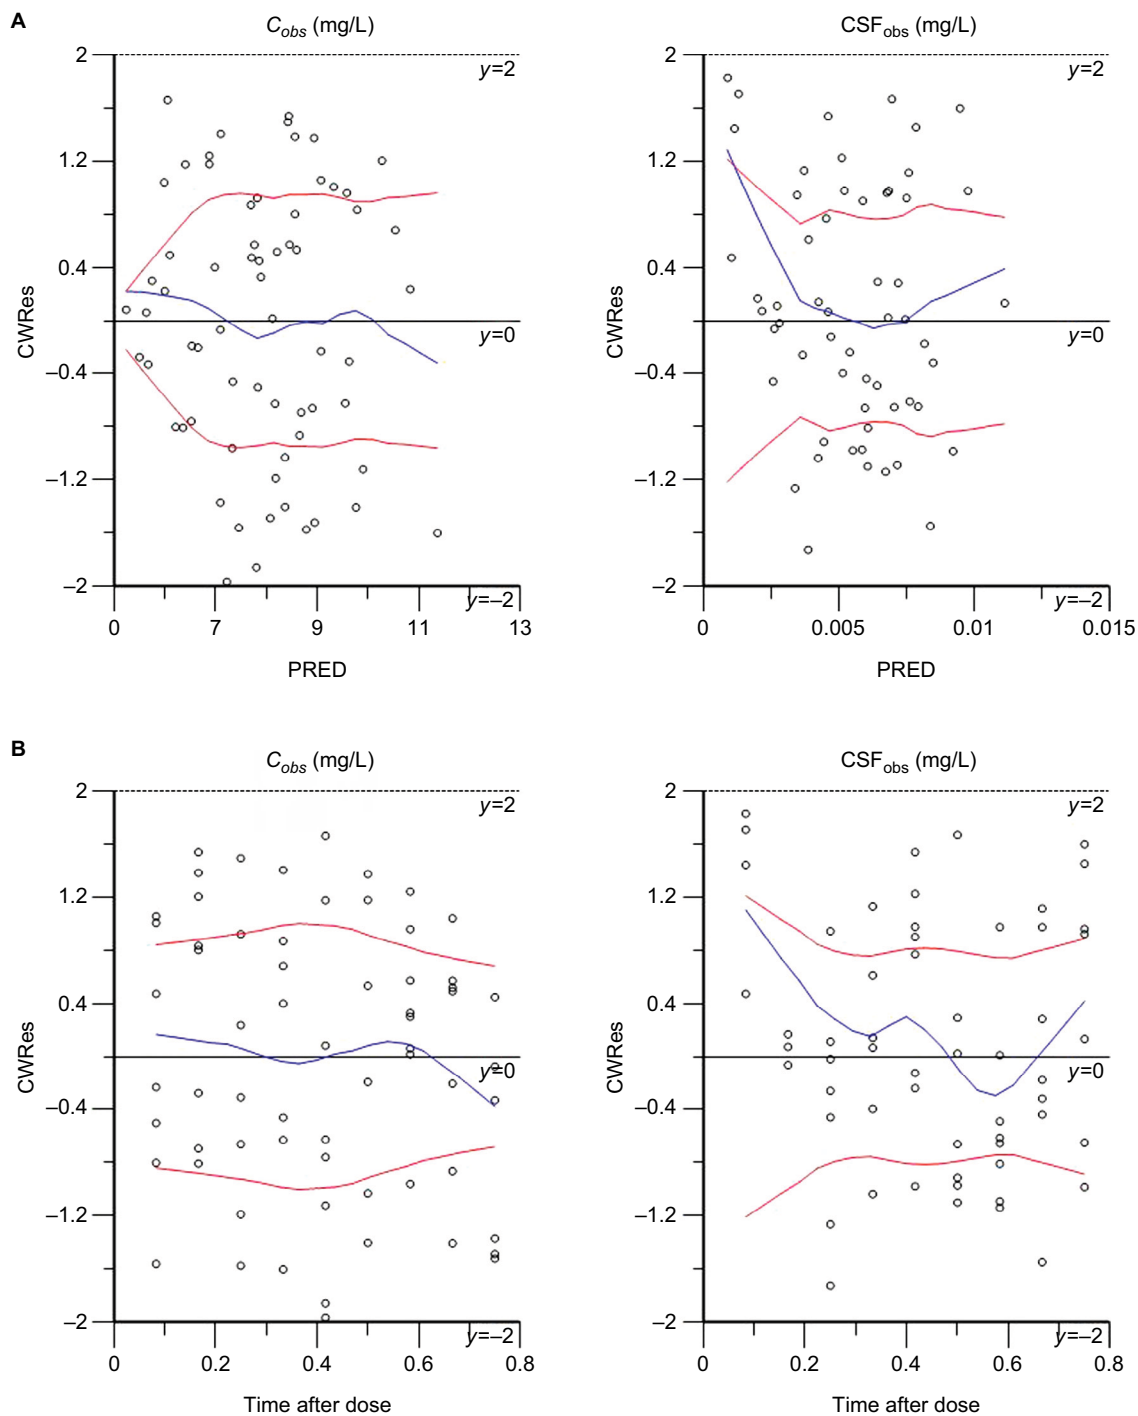 A
C_obs (mg/L)
CSF_obs (mg/L)
2
1.2
0.4
–0.4
–1.2
–2
CWRes
y=2
y=0
y=–2
0
7
9
11
13
PRED
2
1.2
0.4
–0.4
–1.2
–2
CWRes
y=2
y=0
y=–2
0
0.005
0.01
0.015
PRED
B
C_obs (mg/L)
CSF_obs (mg/L)
2
1.2
0.4
–0.4
–1.2
–2
CWRes
y=2
y=0
y=–2
0
0.2
0.4
0.6
0.8
Time after dose
2
1.2
0.4
–0.4
–1.2
–2
CWRes
y=2
y=0
y=–2
0
0.2
0.4
0.6
0.8
Time after dose